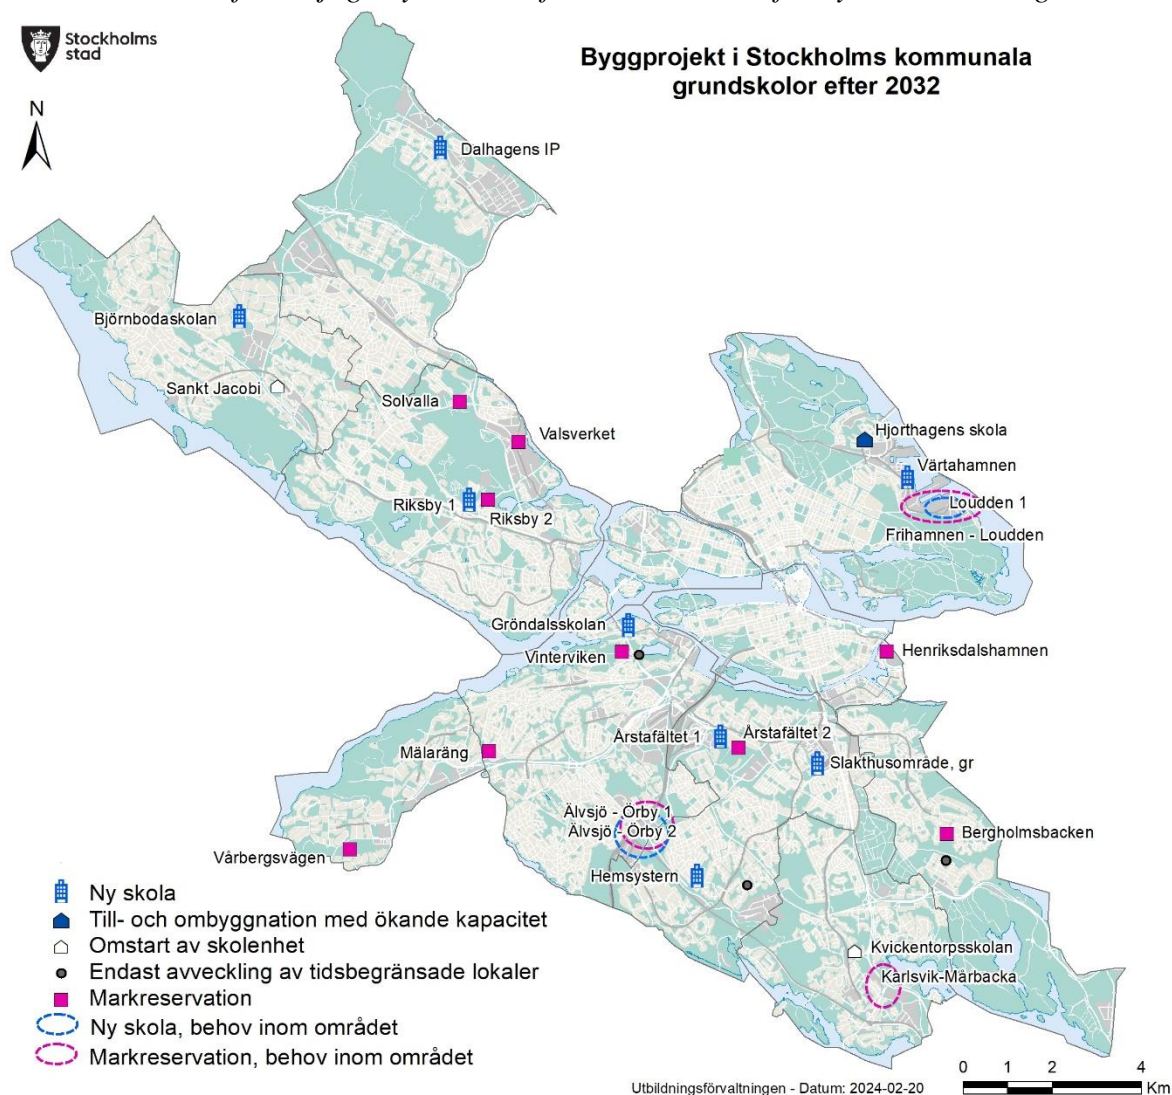 Stockholms
stad
Byggprojekt i Stockholms kommunala
grundskolor efter 2032
N
Dalhagens IP
Björnbodaskolan
Sankt Jacobi
Solvalla
Valsverket
Riksby 1
Riksby 2
Hjorthagens skola
Värtahamnen
Loudden 1
Frihamnen - Loudden
Gröndalsskolan
Vinterviken
Henriksdalshamnen
Årstafältet 1
Årstafältet 2
Mälaräng
Slakthusområde, gr
Älvsjö - Örby 1
Älvsjö - Örby 2
Bergholmsbacken
Vårbergsvägen
Hemsystern
Kvickentorpsskolan
Karlsvik-Mårbacka
Ny skola
Till- och ombyggnation med ökande kapacitet
Omstart av skolenhet
Endast avveckling av tidsbegränsade lokaler
Markreservation
Ny skola, behov inom området
Markreservation, behov inom området
0 1 2 4
Km
Utbildningsförvaltningen - Datum: 2024-02-20